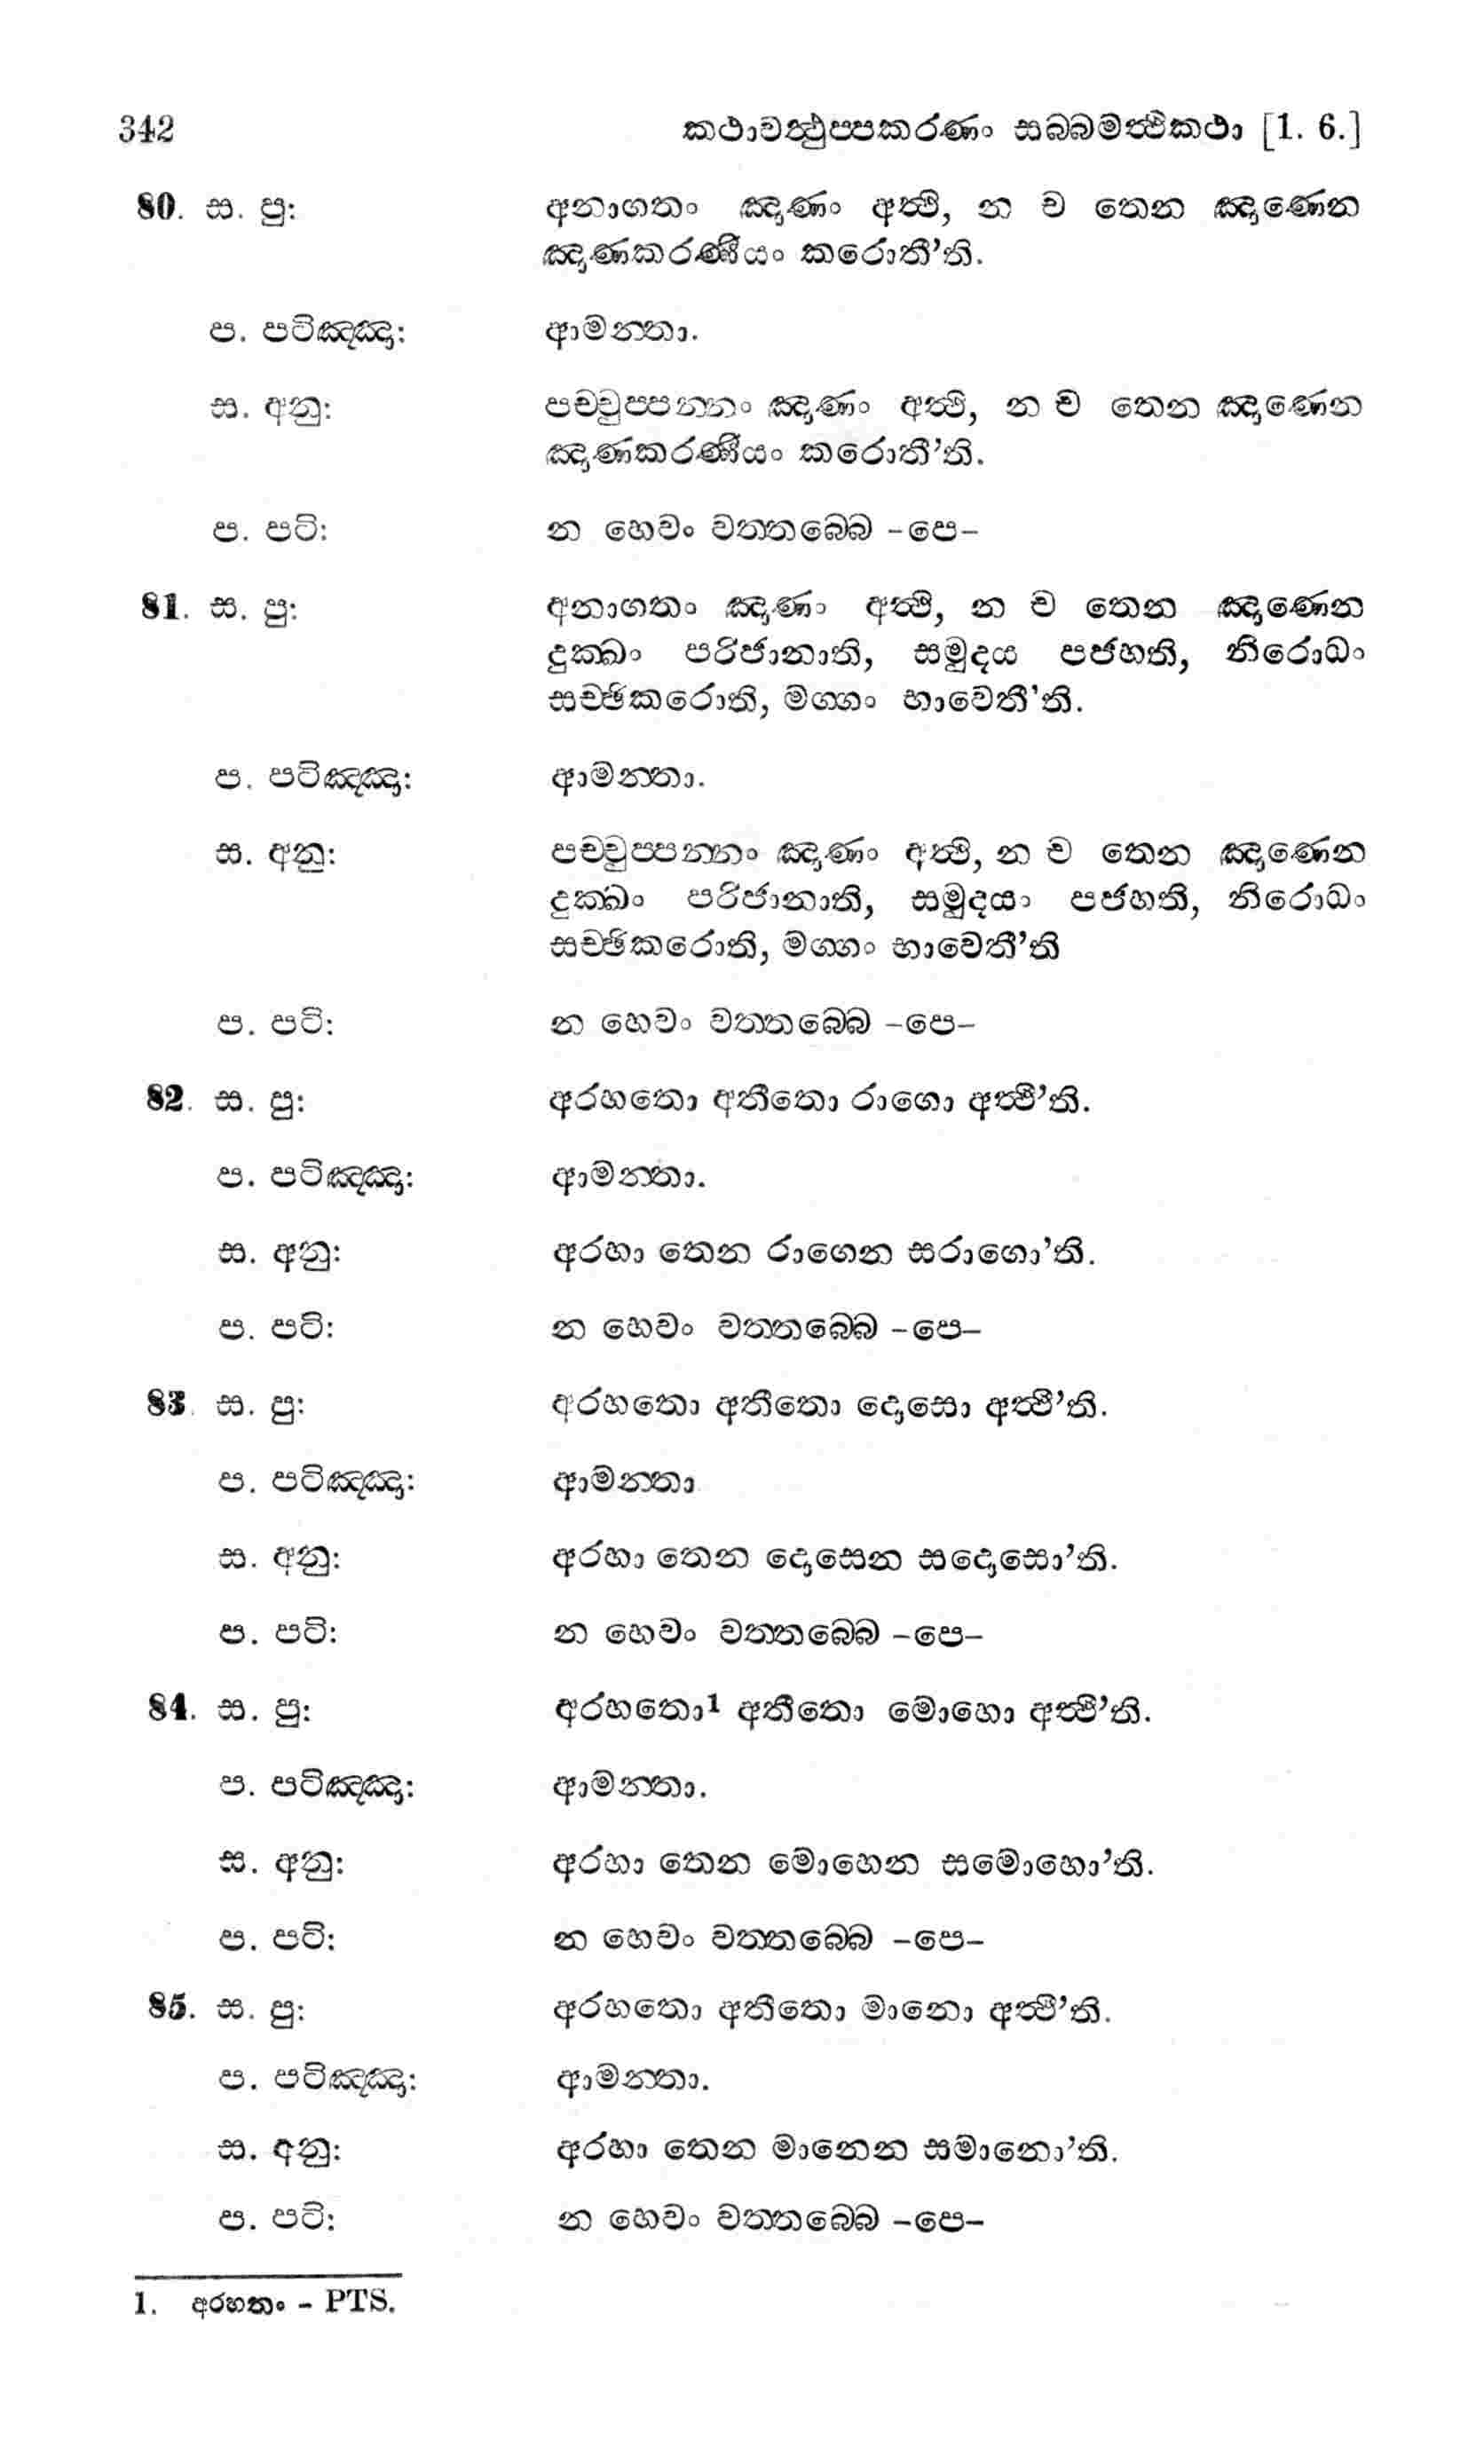 342 කථාවත්ථුප්පකරණං සබ්බමත්ථිකථා [1. 6.]
80. ස. පු: අනාගතං ඤාණං අත්ථි, න ච තෙන ඤාණෙන
ඤාණකරණීයං කරොතී’ති.
ප. පටිඤ්ඤා: ආමන්තා.
ස. අනු: පච්චුප්පන්නං ඤාණං අත්ථි, න ච තෙන ඤාණෙන
ඤාණකරණීයං කරොතී’ති.
ප. පටි: න හෙවං වත්තබ්බෙ -පෙ-
81. ස. පු: අනාගතං ඤාණං අත්ථි, න ච තෙන ඤාණෙන
දුක්ඛං පරිජානාති, සමුදය පජහති, නිරොධං
සච්ඡිකරොති, මග්ගං භාවෙතී’ති.
ප. පටිඤ්ඤා: ආමන්තා.
ස. අනු: පච්චුප්පන්නං ඤාණං අත්ථි, න ච තෙන ඤාණෙන
දුක්ඛං පරිජානාති, සමුදයං පජහති, නිරොධං
සච්ඡිකරොති, මග්ගං භාවෙතී’ති
ප. පටි: න හෙවං වත්තබ්බෙ -පෙ-
82. ස. පු: අරහතො අතීතො රාගො අත්ථී’ති.
ප. පටිඤ්ඤා: ආමන්තා.
ස. අනු: අරහා තෙන රාගෙන සරාගො’ති.
ප. පටි: න හෙවං වත්තබ්බෙ -පෙ-
83. ස. පු: අරහතො අතීතො දොසො අත්ථී’ති.
ප. පටිඤ්ඤා: ආමන්තා
ස. අනු: අරහා තෙන දොසෙන සදොසො’ති.
ප. පටි: න හෙවං වත්තබ්බෙ -පෙ-
84. ස. පු: අරහතො¹ අතීතො මොහො අත්ථී’ති.
ප. පටිඤ්ඤා: ආමන්තා.
ස. අනු: අරහා තෙන මොහෙන සමොහො’ති.
ප. පටි: න හෙවං වත්තබ්බෙ -පෙ-
85. ස. පු: අරහතො අතීතො මානො අත්ථී’ති.
ප. පටිඤ්ඤා: ආමන්තා.
ස. අනු: අරහා තෙන මානෙන සමානො’ති.
ප. පටි: න හෙවං වත්තබ්බෙ -පෙ-
1. අරහතං - PTS.